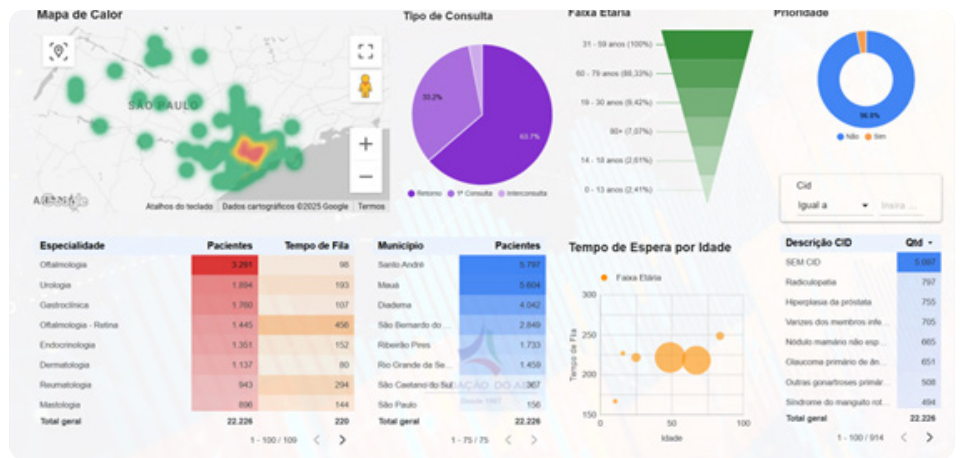 Mapa de Calor
SÃO PAULO
Google
Atalhos do teclado
Dados cartográficos ©2025 Google
Termos
Tipo de Consulta
33.2%
63.7%
Retorno
1ª Consulta
Interconsulta
Faixa Etária
31 - 59 anos (100%)
60 - 79 anos (88,33%)
19 - 30 anos (9,42%)
80+ (7,07%)
14 - 18 anos (2,61%)
0 - 13 anos (2,41%)
Prioridade
96.8%
Não
Sim
Cid
Igual a
Insira ...
Especialidade Pacientes Tempo de Fila
Oftalmologia 3.291 98
Urologia 1.894 193
Gastroclínica 1.760 107
Oftalmologia - Retina 1.445 456
Endocrinologia 1.351 152
Dermatologia 1.137 80
Reumatologia 943 294
Mastologia 896 144
Total geral 22.226 220
1 - 100 / 109
Município Pacientes
Santo André 5.797
Mauá 5.604
Diadema 4.042
São Bernardo do ... 2.849
Ribeirão Pires 1.733
Rio Grande da Se... 1.459
São Caetano do Sul 367
São Paulo 156
Total geral 22.226
1 - 75 / 75
Tempo de Espera por Idade
Faixa Etária
Tempo de Fila
300
250
200
150
0 50 100
Idade
Descrição CID Qtd
SEM CID 5.097
Radiculopatia 797
Hiperplasia da próstata 755
Varizes dos membros infe... 705
Nódulo mamário não esp... 665
Glaucoma primário de ân... 651
Outras gonartroses primár... 508
Síndrome do manguito rot... 494
Total geral 22.226
1 - 100 / 914